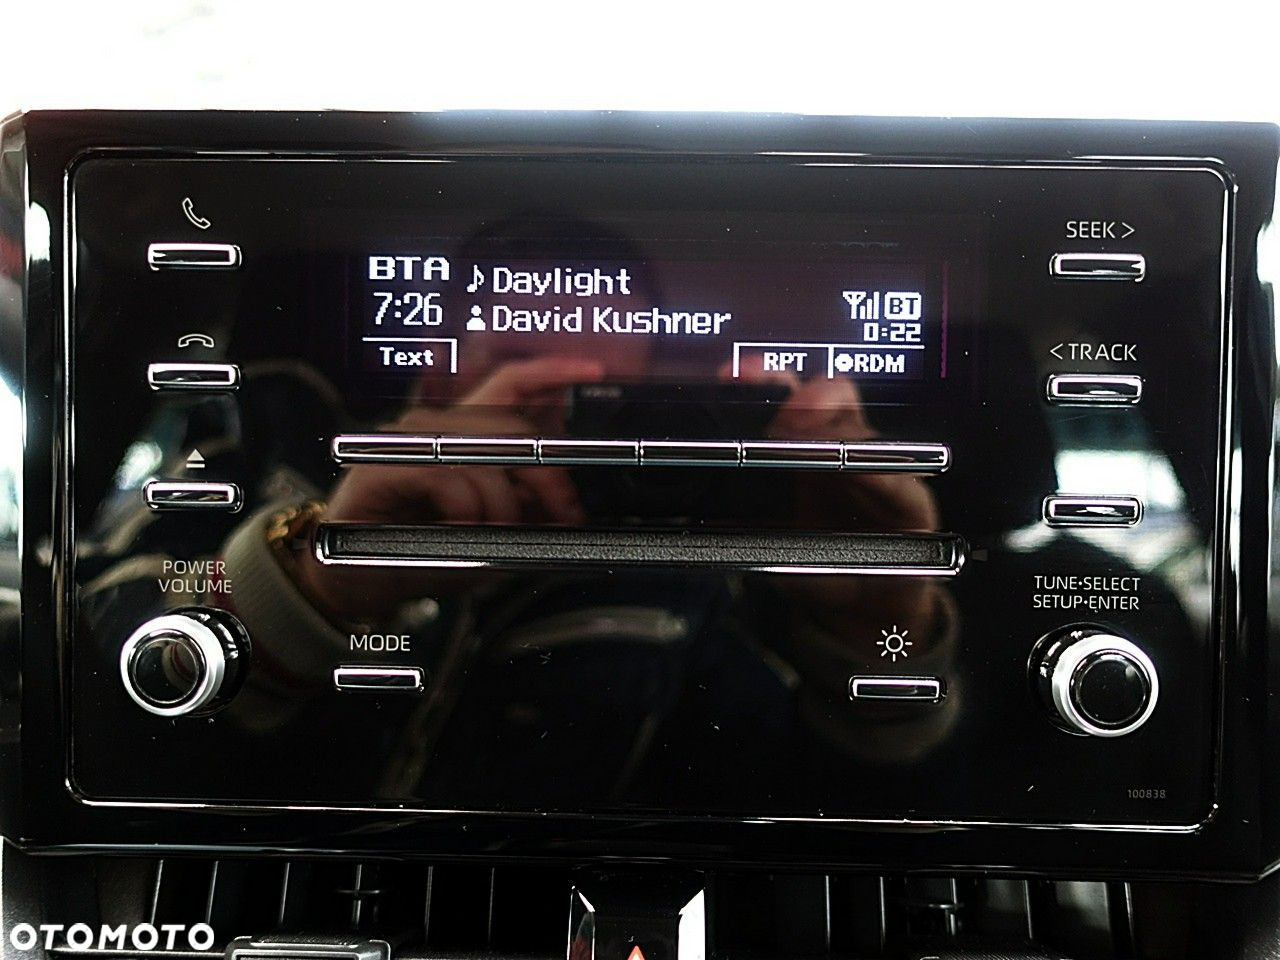 SEEK >
BTA
Daylight
7:26
David Kushner
BT
0:22
Text
RPT
RDM
< TRACK
POWER
VOLUME
TUNE•SELECT
SETUP•ENTER
MODE
100838
OTOMOTO